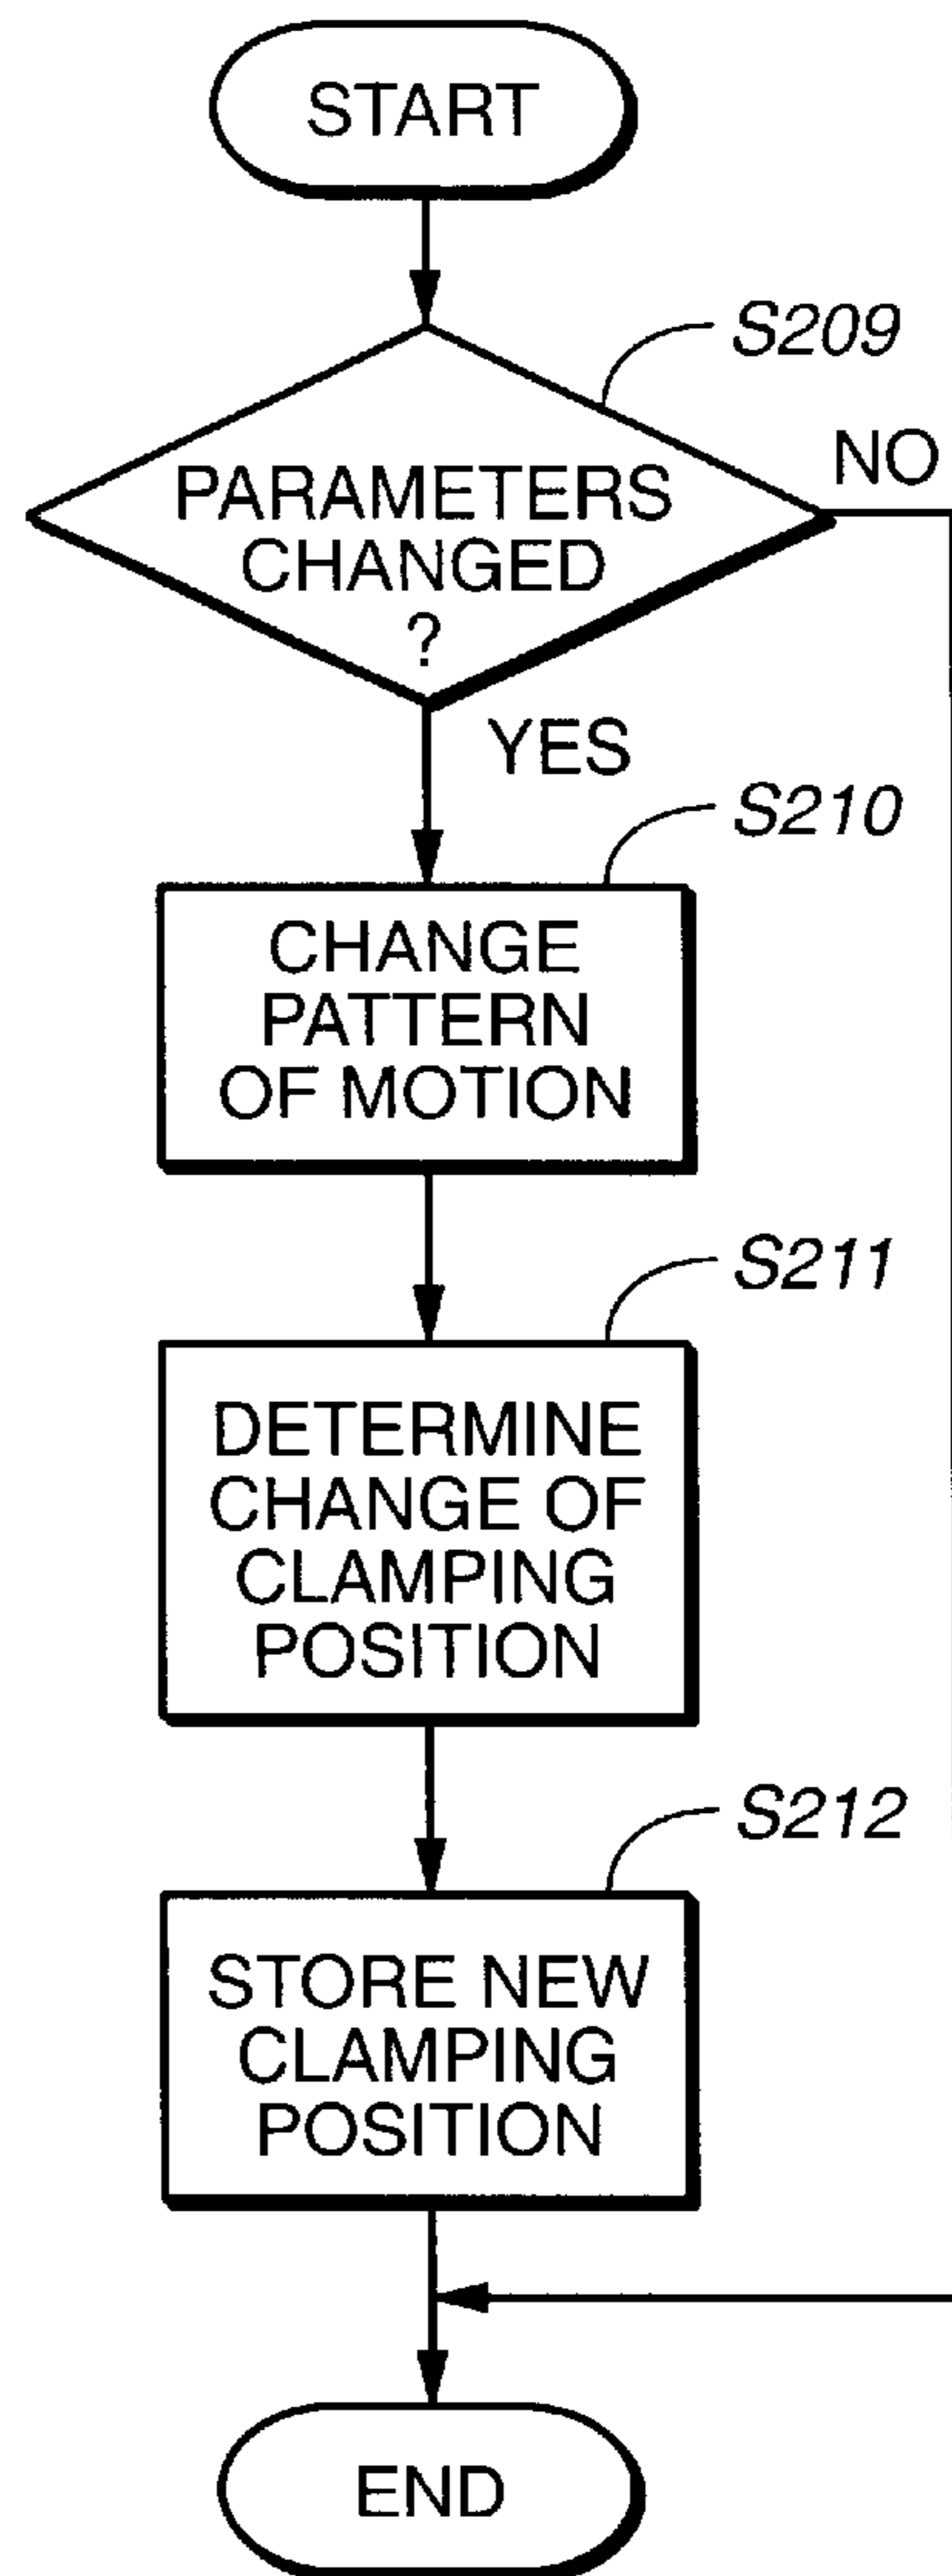 START
S209
NO
PARAMETERS
CHANGED
?
YES
S210
CHANGE
PATTERN
OF MOTION
S211
DETERMINE
CHANGE OF
CLAMPING
POSITION
S212
STORE NEW
CLAMPING
POSITION
END